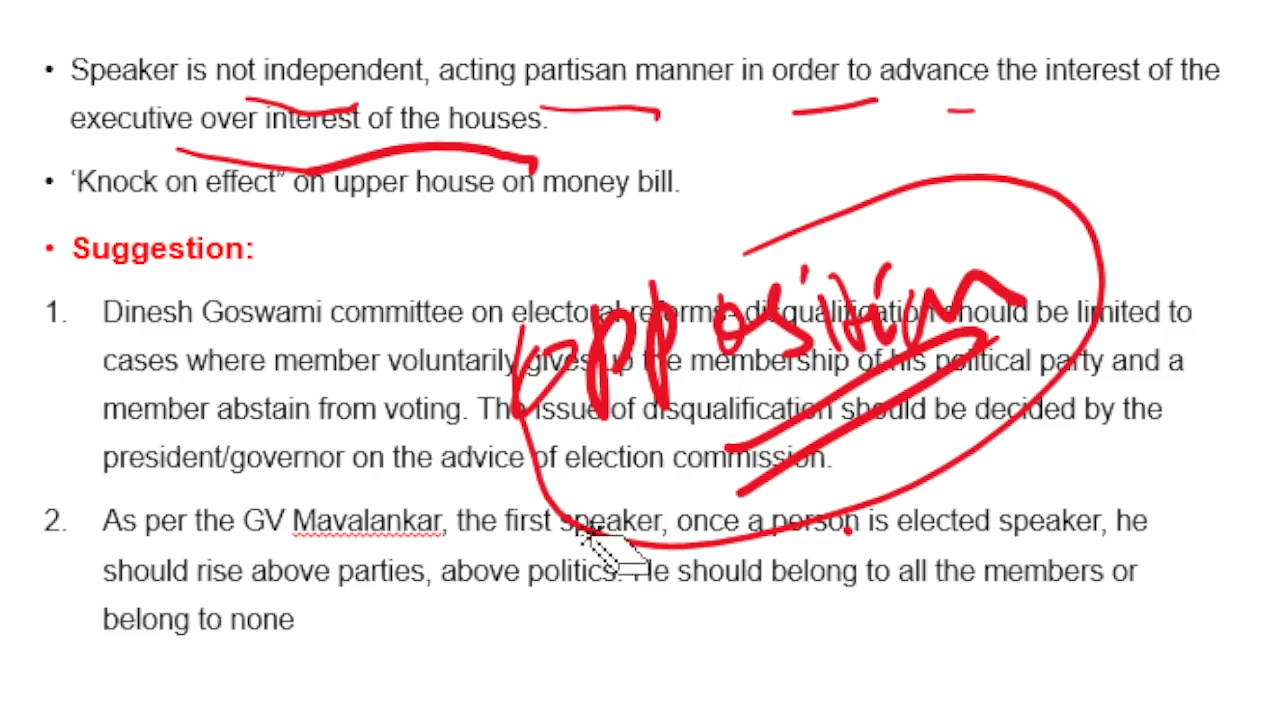 • Speaker is not independent, acting partisan manner in order to advance the interest of the
executive over interest of the houses.
• ‘Knock on effect” on upper house on money bill.
• Suggestion:
1. Dinesh Goswami committee on electoral reforms- disqualification should be limited to
cases where member voluntarily gives up the membership of his political party and a
member abstain from voting. The issue of disqualification should be decided by the
president/governor on the advice of election commission.
opposition
2. As per the GV Mavalankar, the first speaker, once a person is elected speaker, he
should rise above parties, above politics. He should belong to all the members or
belong to none